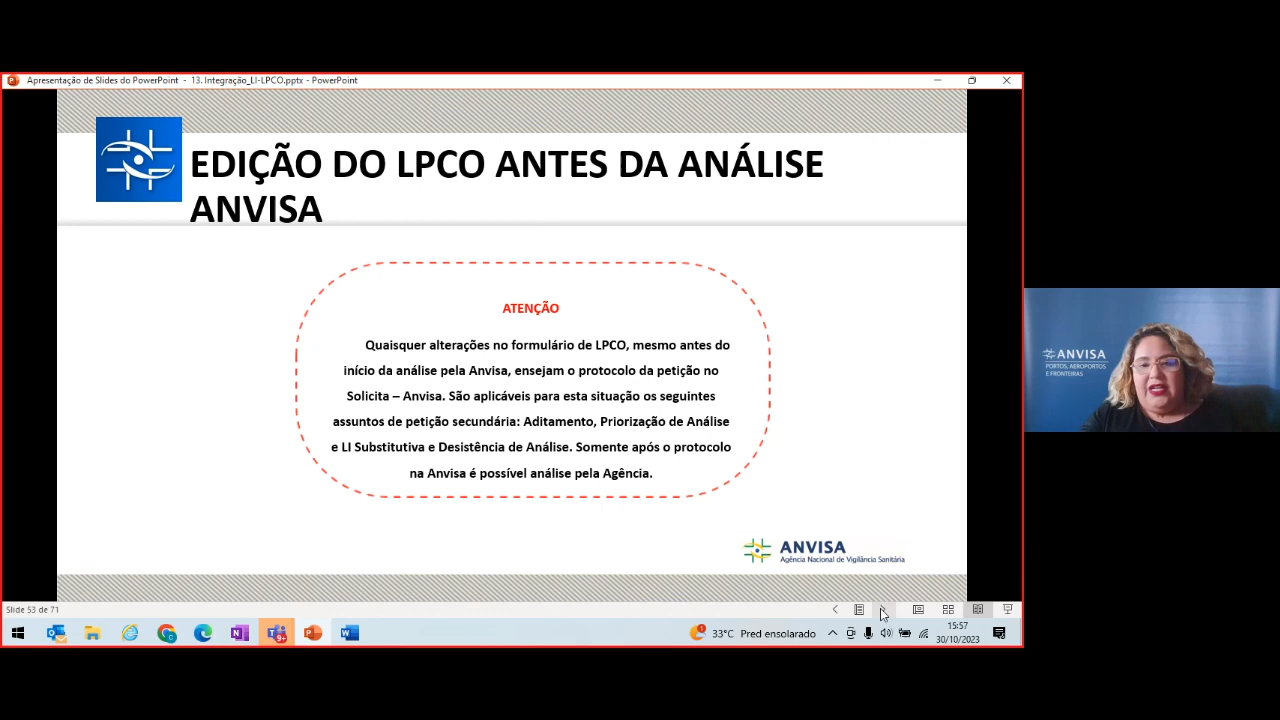 Apresentação de Slides do PowerPoint - 13. Integração_LI-LPCO.pptx - PowerPoint
EDIÇÃO DO LPCO ANTES DA ANÁLISE
ANVISA
ATENÇÃO
Quaisquer alterações no formulário de LPCO, mesmo antes do
início da análise pela Anvisa, ensejam o protocolo da petição no
Solicita – Anvisa. São aplicáveis para esta situação os seguintes
assuntos de petição secundária: Aditamento, Priorização de Análise
e LI Substitutiva e Desistência de Análise. Somente após o protocolo
na Anvisa é possível análise pela Agência.
ANVISA
Agência Nacional de Vigilância Sanitária
ANVISA
PORTOS, AEROPORTOS
E FRONTEIRAS
Slide 53 de 71
9+
1
33°C Pred ensolarado
15:57
30/10/2023